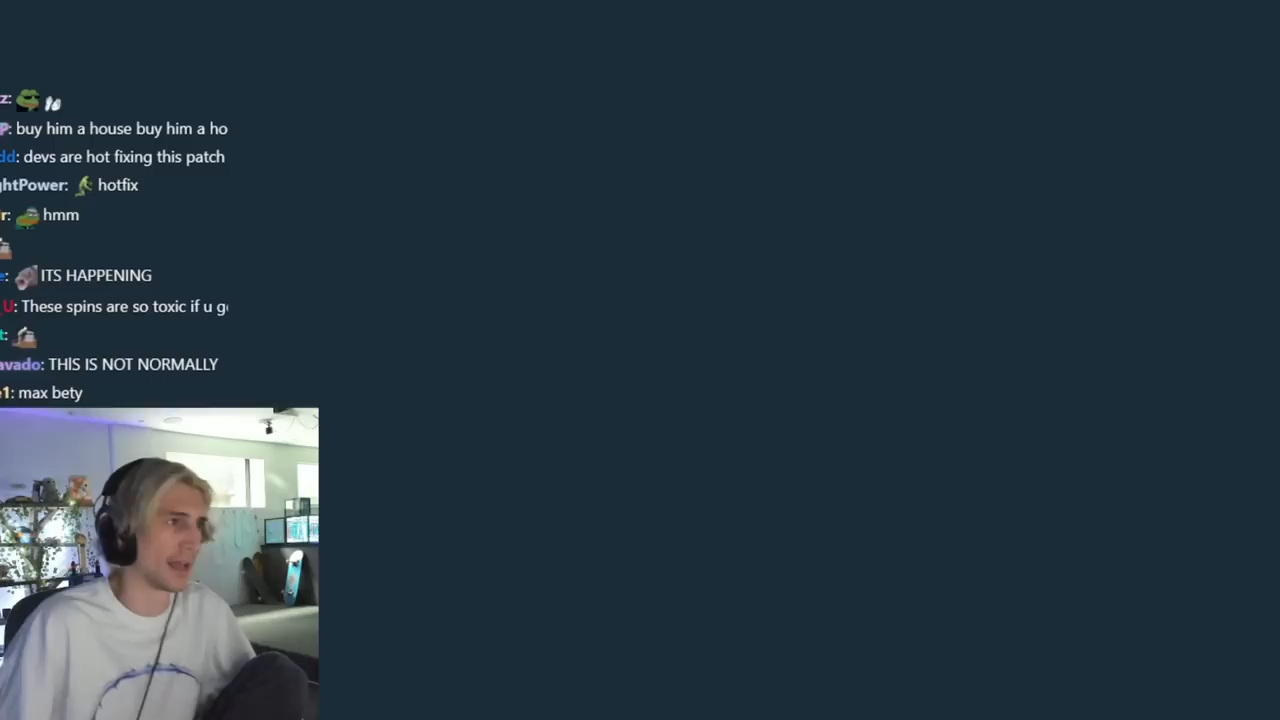 z:
P: buy him a house buy him a ho
dd: devs are hot fixing this patch
ghtPower: hotfix
r: hmm
e: ITS HAPPENING
U: These spins are so toxic if u g
t:
avado: THIS IS NOT NORMALLY
1: max bety